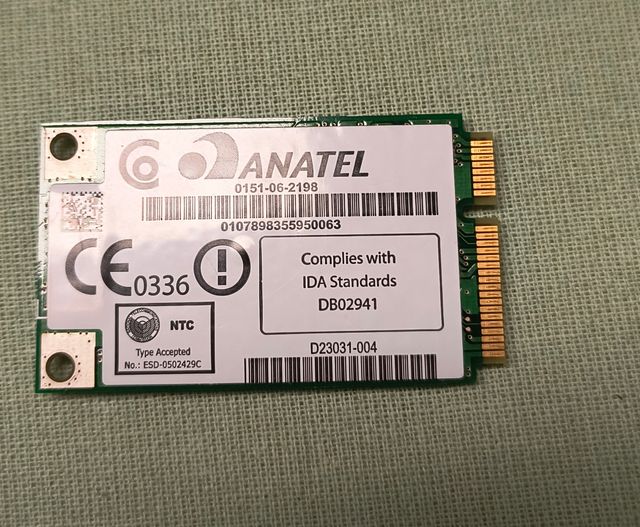 ANATEL
0151-06-2198
0107898355950063
CE0336
Complies with
IDA Standards
DB02941
NTC
Type Accepted
No.: ESD-0502429C
D23031-004